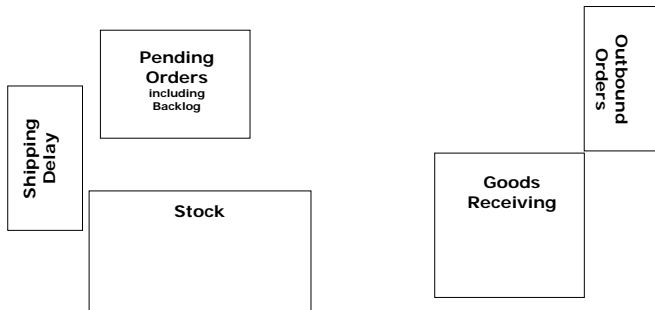 Pending
Orders
including
Backlog
Shipping
Delay
Stock
Outbound
Orders
Goods
Receiving